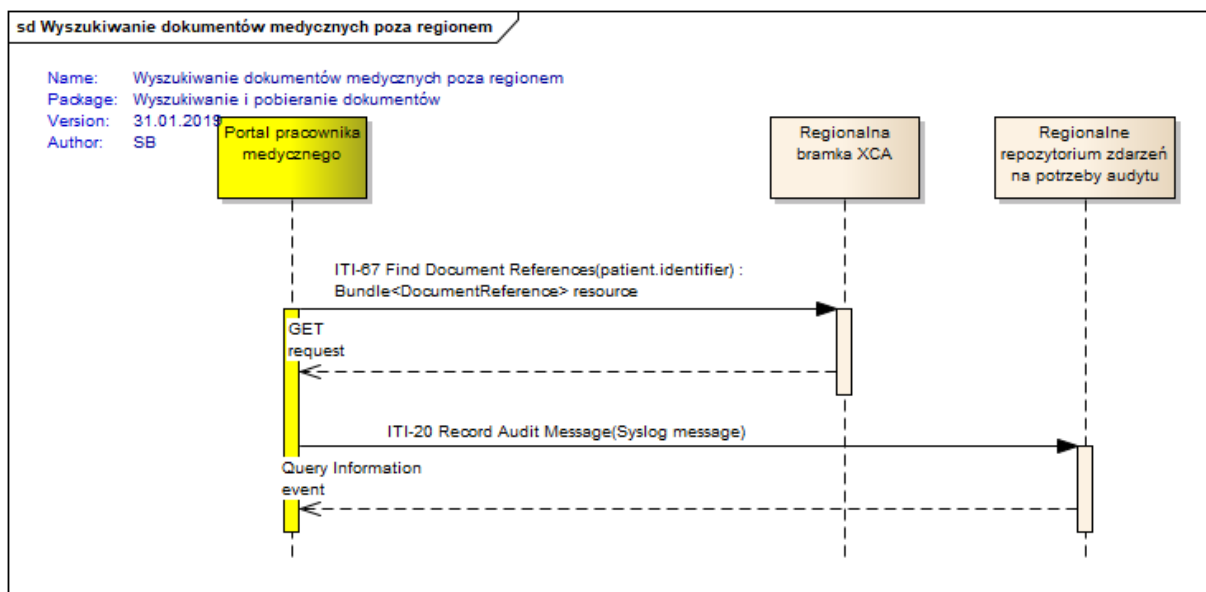 sd Wyszukiwanie dokumentów medycznych poza regionem
Name: Wyszukiwanie dokumentów medycznych poza regionem
Package: Wyszukiwanie i pobieranie dokumentów
Version: 31.01.2019
Author: SB
Portal pracownika
medycznego
Regionalna
bramka XCA
Regionalne
repozytorium zdarzeń
na potrzeby audytu
ITI-67 Find Document References(patient.identifier) :
Bundle<DocumentReference> resource
GET
request
ITI-20 Record Audit Message(Syslog message)
Query Information
event